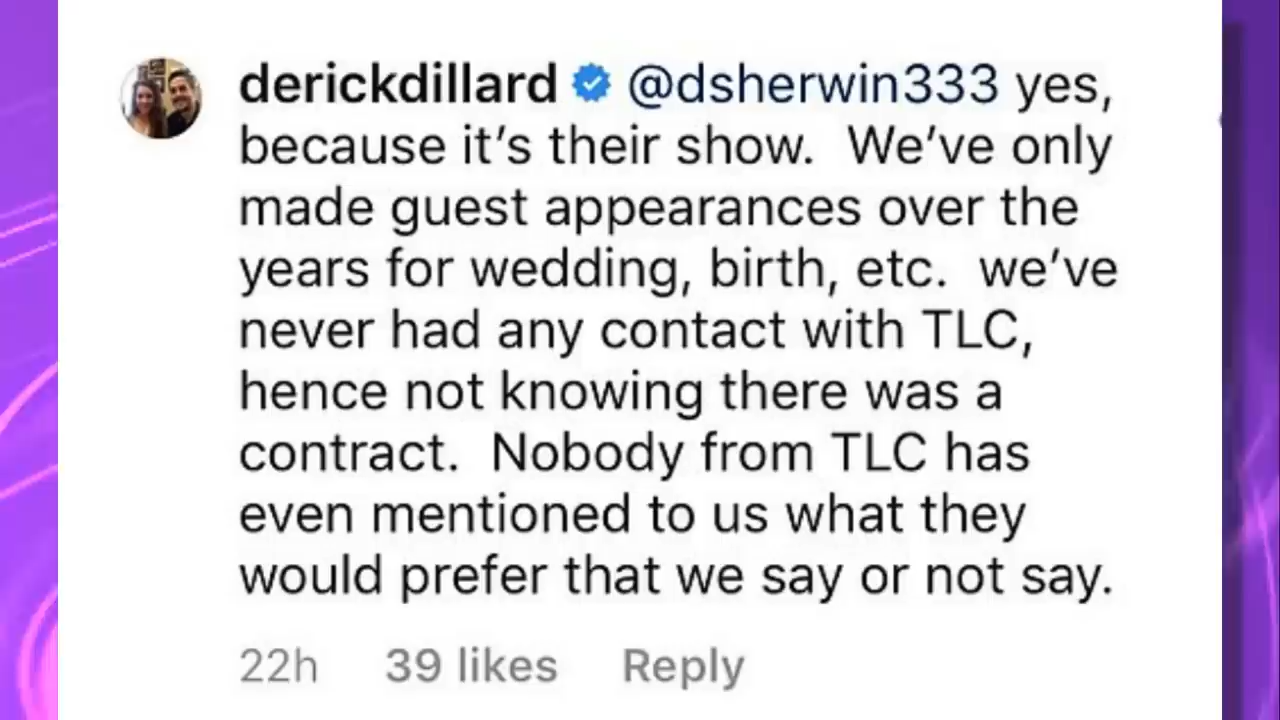 derickdillard @dsherwin333 yes,
because it’s their show.  We’ve only
made guest appearances over the
years for wedding, birth, etc.  we’ve
never had any contact with TLC,
hence not knowing there was a
contract.  Nobody from TLC has
even mentioned to us what they
would prefer that we say or not say.
22h 39 likes Reply